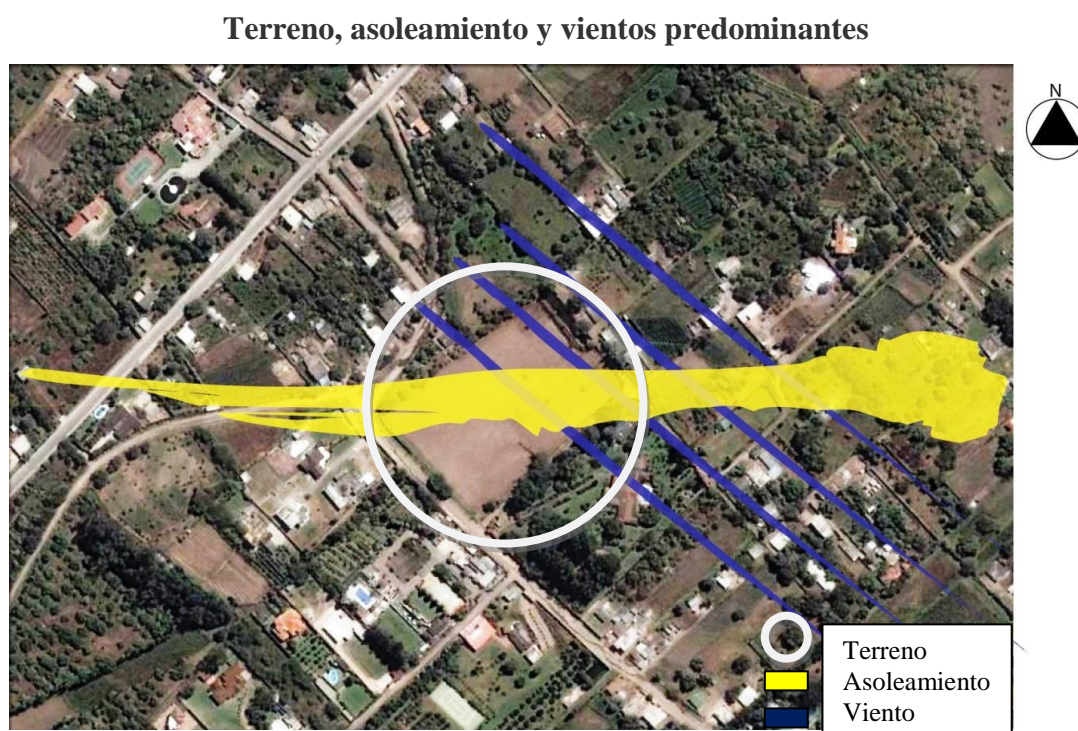 Terreno, asoleamiento y vientos predominantes
N
Terreno
Asoleamiento
Viento